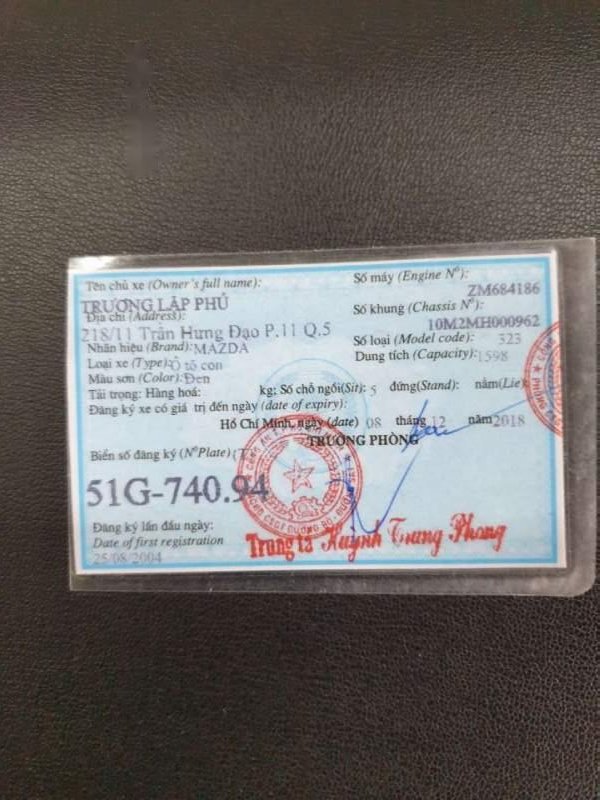 Tên chủ xe (Owner's full name):
TRƯƠNG LẬP PHÚ
Địa chỉ (Address):
218/11 Trần Hưng Đạo P.11 Q.5
Nhãn hiệu (Brand): MAZDA
Loại xe (Type): Ô tô con
Màu sơn (Color): Đen
Số máy (Engine Nº):
ZM684186
Số khung (Chassis Nº):
10M2MH000962
Số loại (Model code): 323
Dung tích (Capacity): 1598
Tải trọng: Hàng hoá: kg; Số chỗ ngồi(Sit): 5 đứng(Stand): nằm(Lie)
Đăng ký xe có giá trị đến ngày (date of expiry):
Hồ Chí Minh, ngày (date) 08 tháng 12 năm 2018
TRƯỞNG PHÒNG
Biển số đăng ký (NºPlate) (T)
51G-740.94
Đăng ký lần đầu ngày:
Date of first registration
25/08/2004
Trung tá Huỳnh Trung Phong